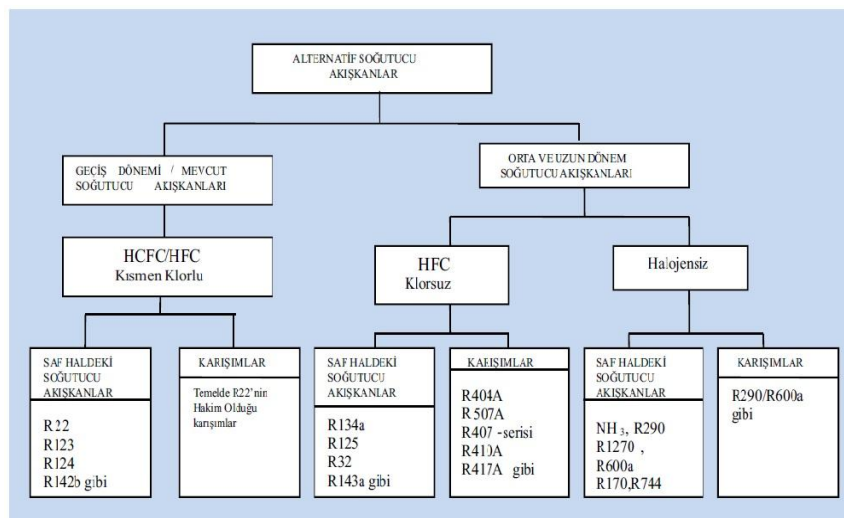 ALTERNATİF SOĞUTUCU
AKIŞKANLAR
GEÇİŞ DÖNEMİ / MEVCUT
SOĞUTUCU AKIŞKANLARI
ORTA VE UZUN DÖNEM
SOĞUTUCU AKIŞKANLARI
HCFC/HFC
Kısmen Klorlu
HFC
Klorsuz
Halojensiz
SAF HALDEKİ
SOĞUTUCU
AKIŞKANLAR
R22
R123
R124
R142b gibi
KARIŞIMLAR
Temelde R22'nin
Hakim Olduğu
karışımlar
SAF HALDEKİ
SOĞUTUCU
AKIŞKANLAR
R134a
R125
R32
R143a gibi
KARIŞIMLAR
R404A
R507A
R407 -serisi
R410A
R417A gibi
SAF HALDEKİ
SOĞUTUCU
AKIŞKANLAR
NH₃, R290
R1270 ,
R600a
R170,R744
KARIŞIMLAR
R290/R600a
gibi